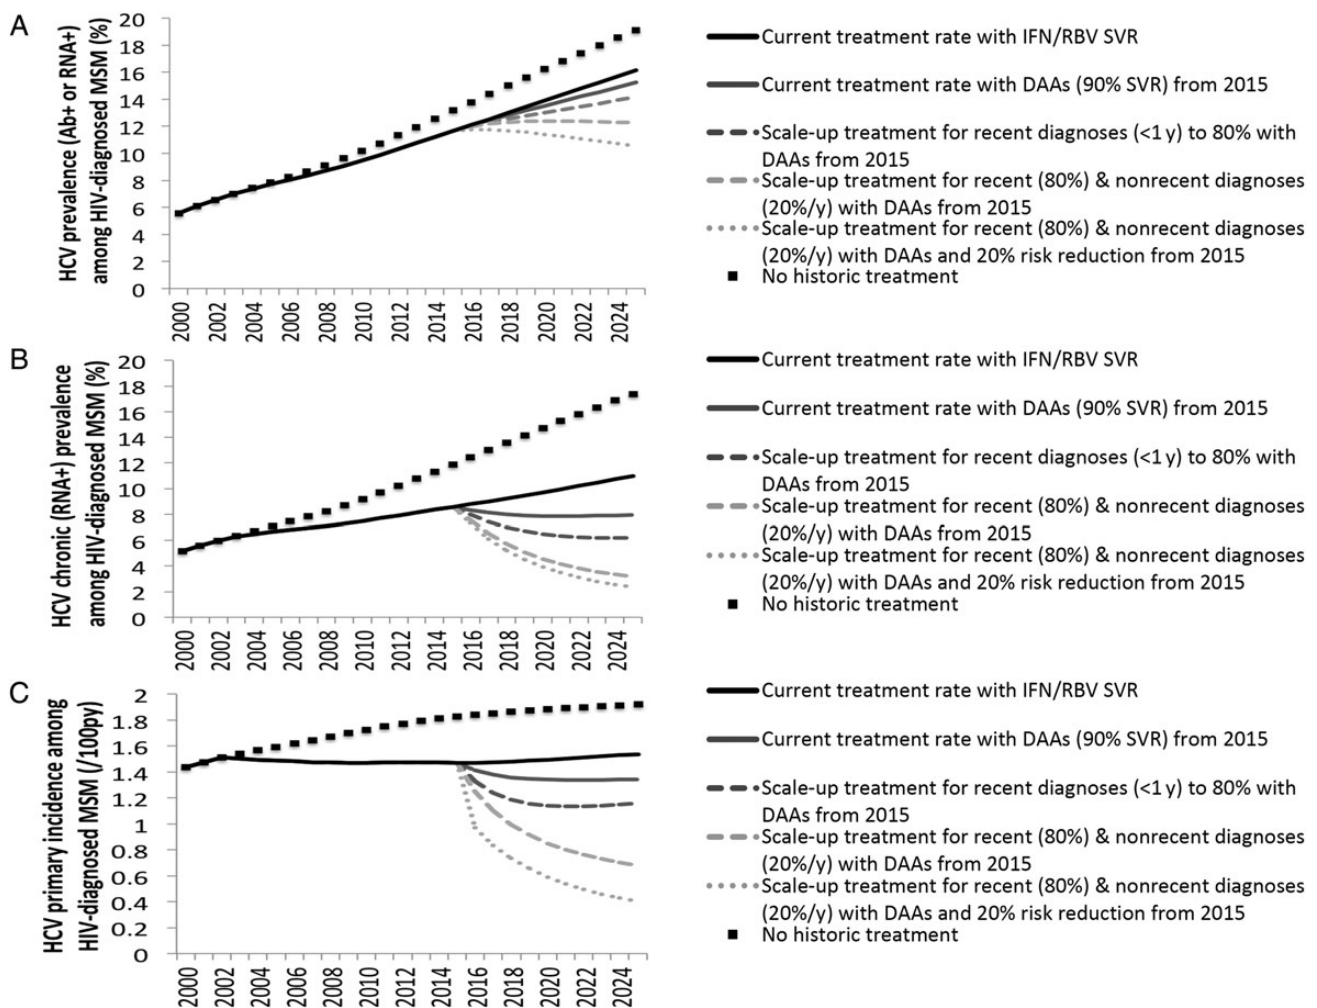 A
HCV prevalence (Ab+ or RNA+)
among HIV-diagnosed MSM (%)
20
18
16
14
12
10
8
6
4
2
0
2000
2002
2004
2006
2008
2010
2012
2014
2016
2018
2020
2022
2024
Current treatment rate with IFN/RBV SVR
Current treatment rate with DAAs (90% SVR) from 2015
Scale-up treatment for recent diagnoses (<1 y) to 80% with
DAAs from 2015
Scale-up treatment for recent (80%) & nonrecent diagnoses
(20%/y) with DAAs from 2015
Scale-up treatment for recent (80%) & nonrecent diagnoses
(20%/y) with DAAs and 20% risk reduction from 2015
No historic treatment
B
HCV chronic (RNA+) prevalence
among HIV-diagnosed MSM (%)
20
18
16
14
12
10
8
6
4
2
0
2000
2002
2004
2006
2008
2010
2012
2014
2016
2018
2020
2022
2024
Current treatment rate with IFN/RBV SVR
Current treatment rate with DAAs (90% SVR) from 2015
Scale-up treatment for recent diagnoses (<1 y) to 80% with
DAAs from 2015
Scale-up treatment for recent (80%) & nonrecent diagnoses
(20%/y) with DAAs from 2015
Scale-up treatment for recent (80%) & nonrecent diagnoses
(20%/y) with DAAs and 20% risk reduction from 2015
No historic treatment
C
HCV primary incidence among
HIV-diagnosed MSM (/100py)
2
1.8
1.6
1.4
1.2
1
0.8
0.6
0.4
0.2
0
2000
2002
2004
2006
2008
2010
2012
2014
2016
2018
2020
2022
2024
Current treatment rate with IFN/RBV SVR
Current treatment rate with DAAs (90% SVR) from 2015
Scale-up treatment for recent diagnoses (<1 y) to 80% with
DAAs from 2015
Scale-up treatment for recent (80%) & nonrecent diagnoses
(20%/y) with DAAs from 2015
Scale-up treatment for recent (80%) & nonrecent diagnoses
(20%/y) with DAAs and 20% risk reduction from 2015
No historic treatment